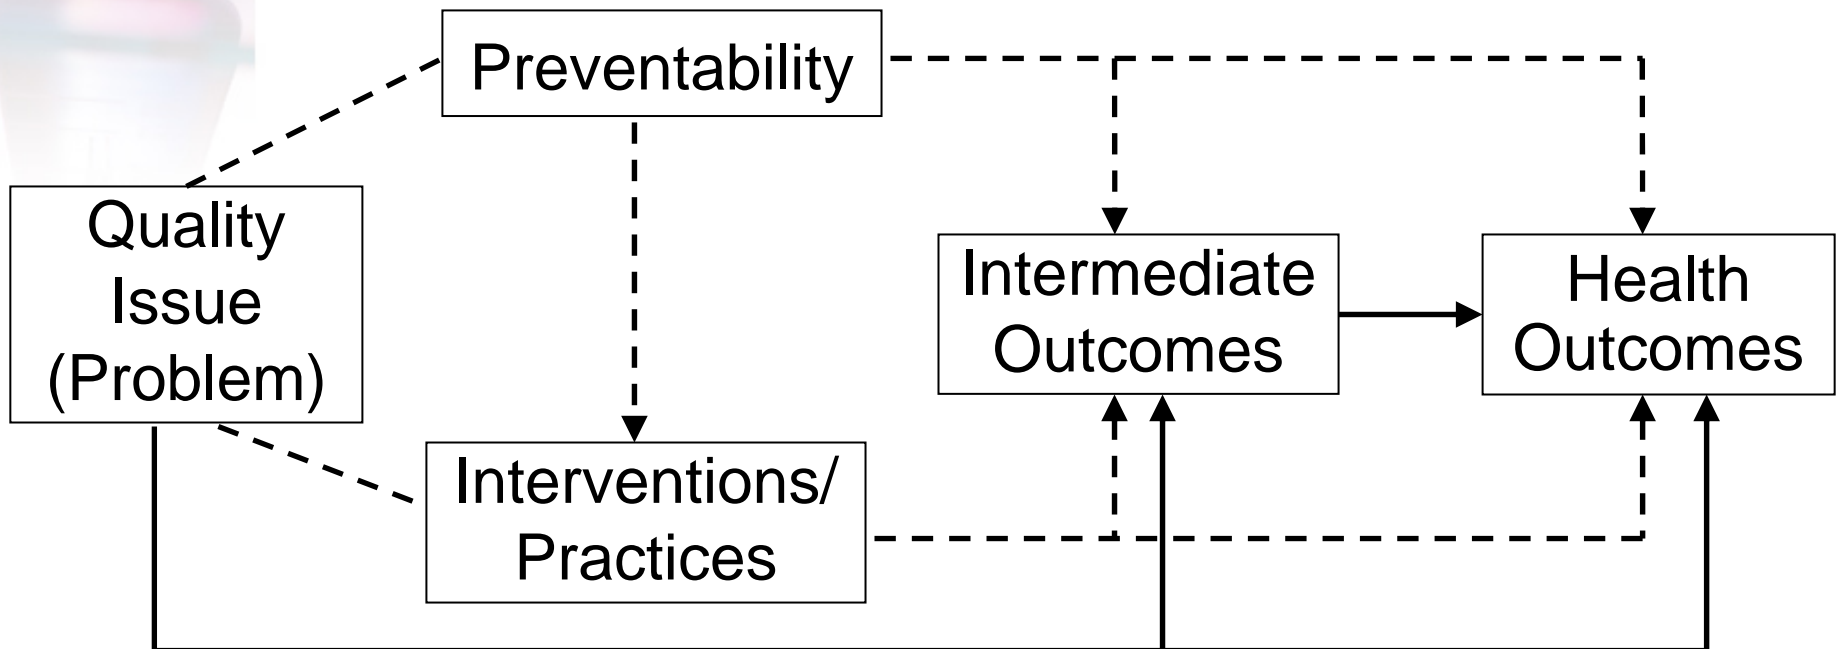 Preventability
Quality
Issue
(Problem)
Intermediate
Outcomes
Health
Outcomes
Interventions/
Practices